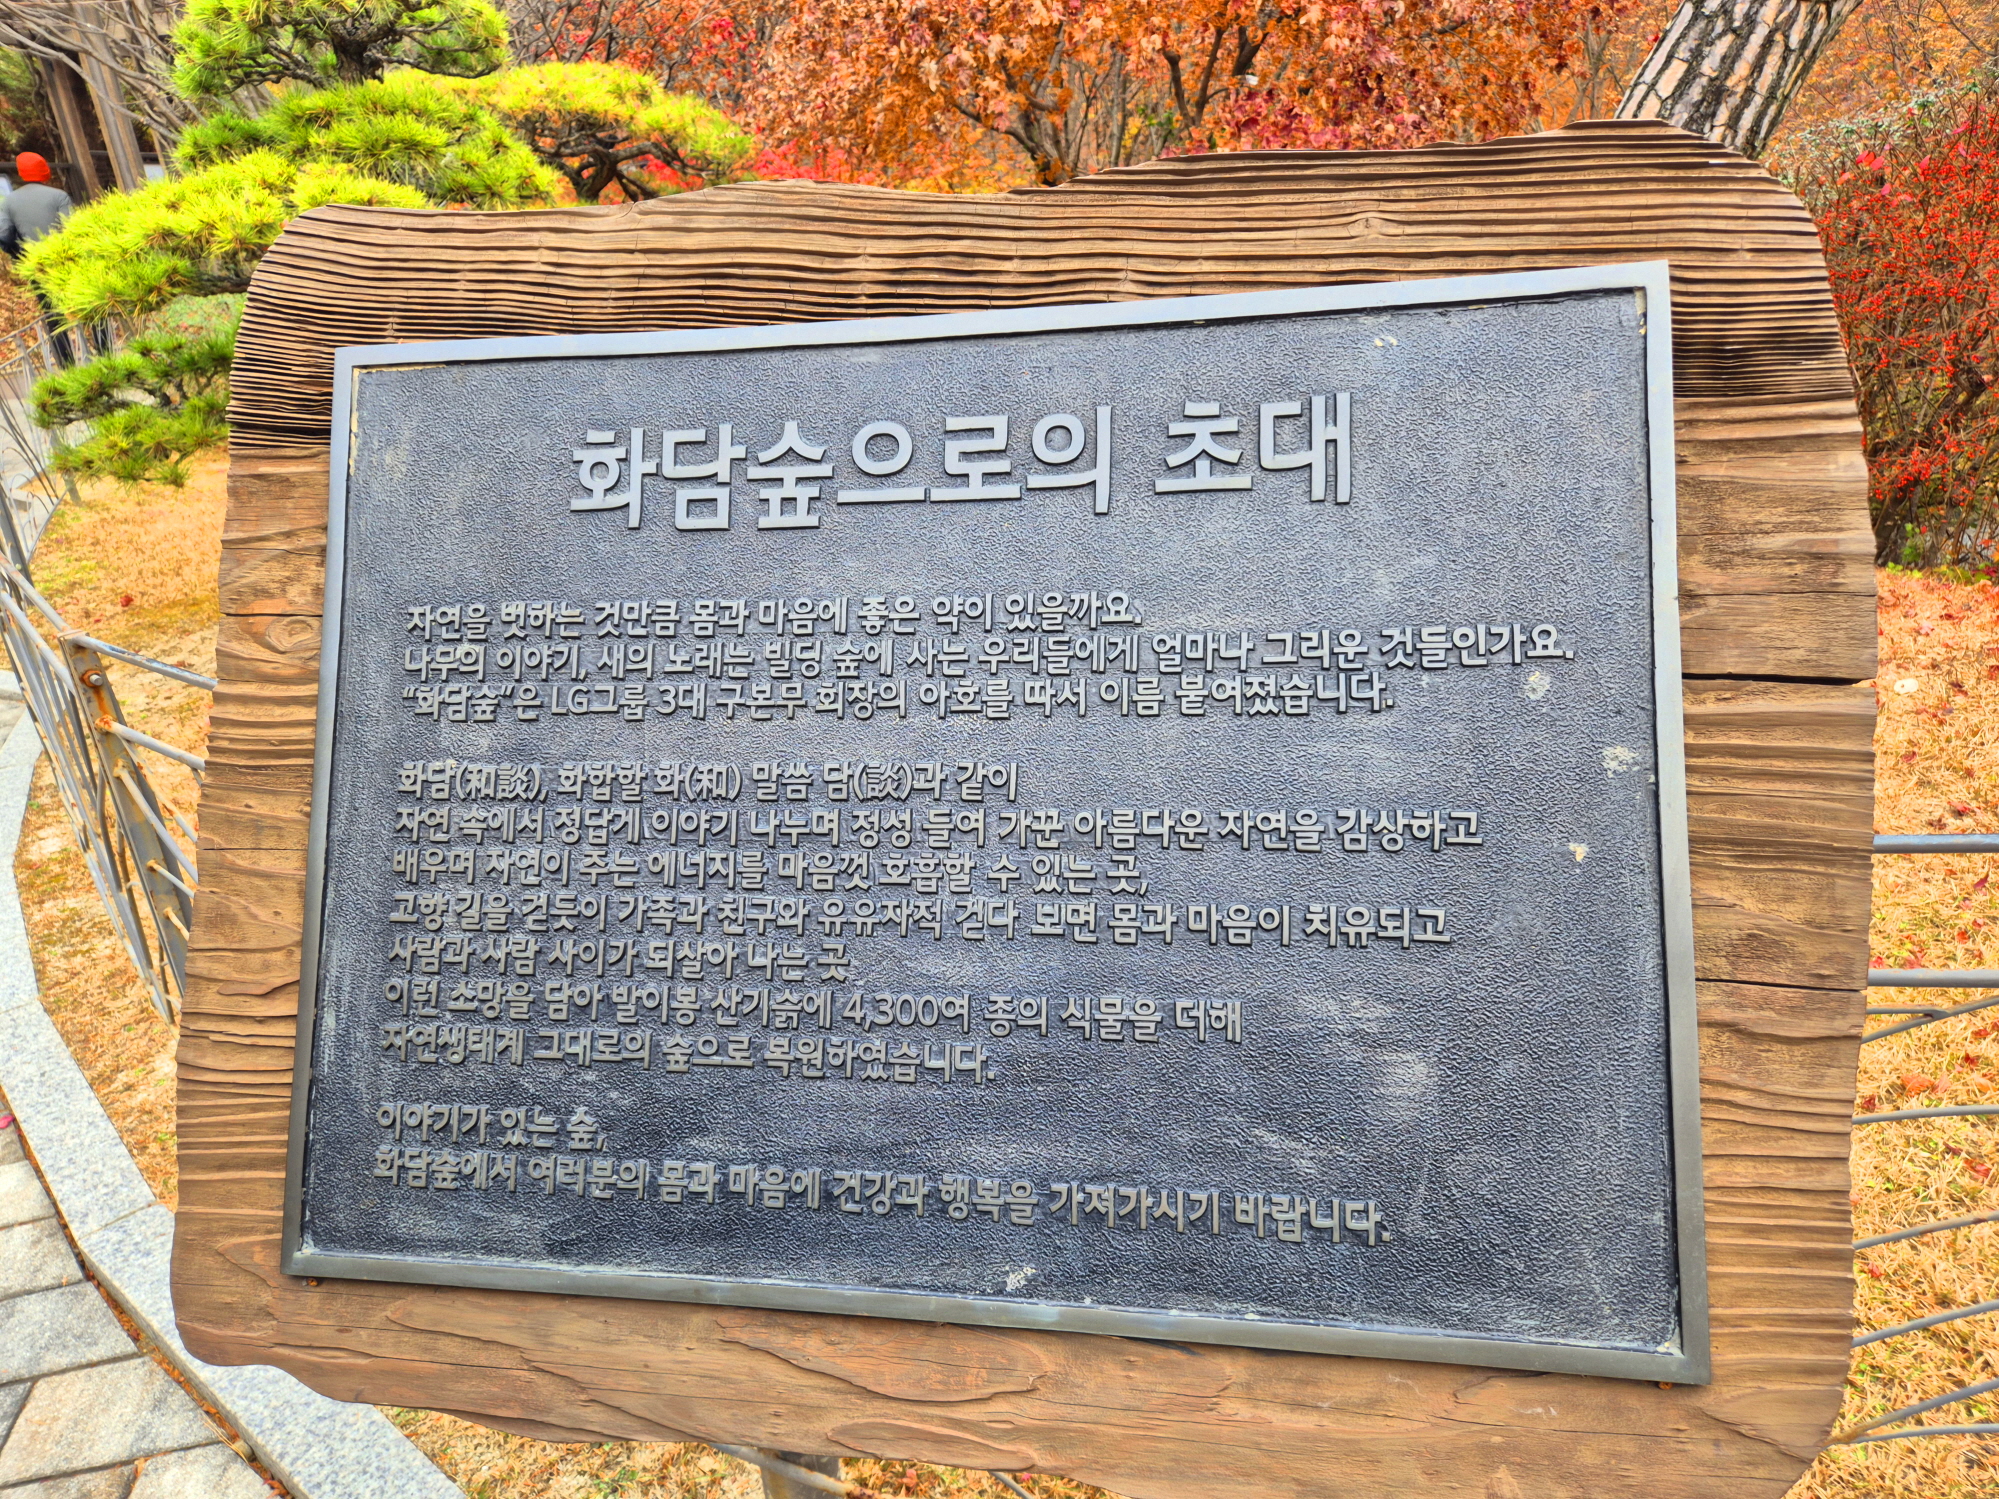 화담숲으로의 초대
자연을 벗하는 것만큼 몸과 마음에 좋은 약이 있을까요.
나무의 이야기, 새의 노래는 빌딩 숲에 사는 우리들에게 얼마나 그리운 것들인가요.
“화담숲”은 LG그룹 3대 구본무 회장의 아호를 따서 이름 붙여졌습니다.
화담(和談), 화합할 화(和) 말씀 담(談)과 같이
자연 속에서 정답게 이야기 나누며 정성 들여 가꾼 아름다운 자연을 감상하고
배우며 자연이 주는 에너지를 마음껏 호흡할 수 있는 곳,
고향 길을 걷듯이 가족과 친구와 유유자적 걷다 보면 몸과 마음이 치유되고
사람과 사람 사이가 되살아 나는 곳
이런 소망을 담아 발이봉 산기슭에 4,300여 종의 식물을 더해
자연생태계 그대로의 숲으로 복원하였습니다.
이야기가 있는 숲,
화담숲에서 여러분의 몸과 마음에 건강과 행복을 가져가시기 바랍니다.